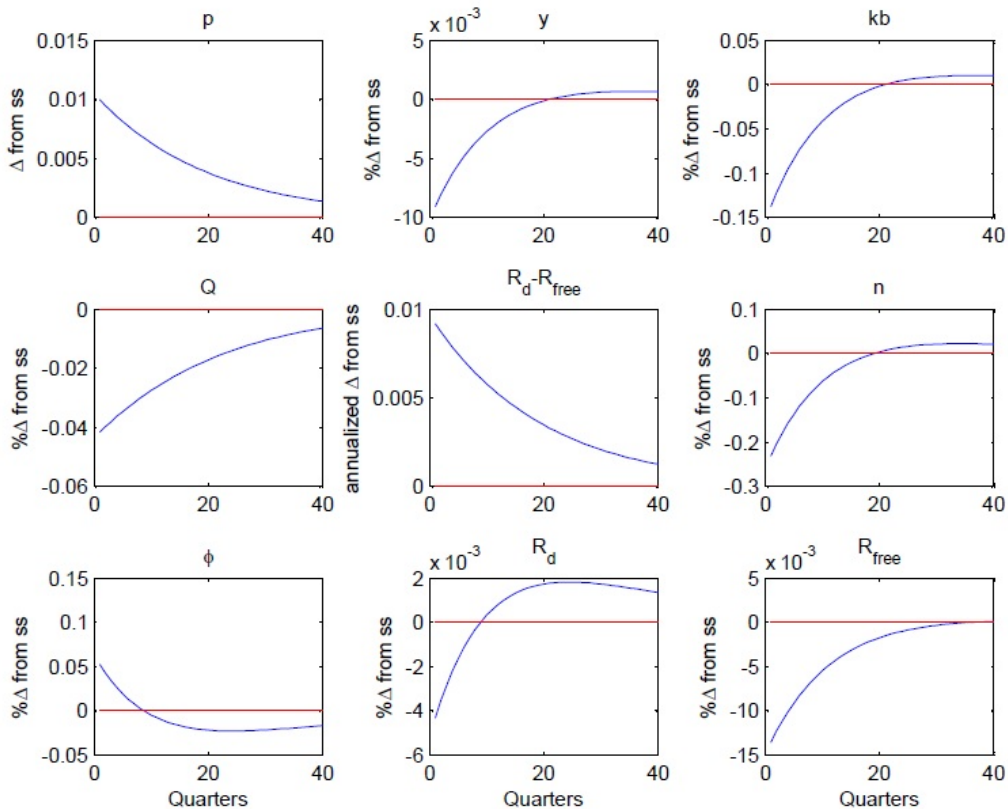 p
0.015
0.01
0.005
0
0 20 40
Δ from ss
x 10⁻³
y
5
0
-5
-10
0 20 40
%Δ from ss
kb
0.05
0
-0.05
-0.1
-0.15
0 20 40
%Δ from ss
Q
0
-0.02
-0.04
-0.06
0 20 40
%Δ from ss
R_d-R_free
0.01
0.005
0
0 20 40
annualized Δ from ss
n
0.1
0
-0.1
-0.2
-0.3
0 20 40
%Δ from ss
ϕ
0.15
0.1
0.05
0
-0.05
0 20 40
%Δ from ss
Quarters
x 10⁻³
R_d
2
0
-2
-4
-6
0 20 40
%Δ from ss
Quarters
x 10⁻³
R_free
5
0
-5
-10
-15
0 20 40
%Δ from ss
Quarters